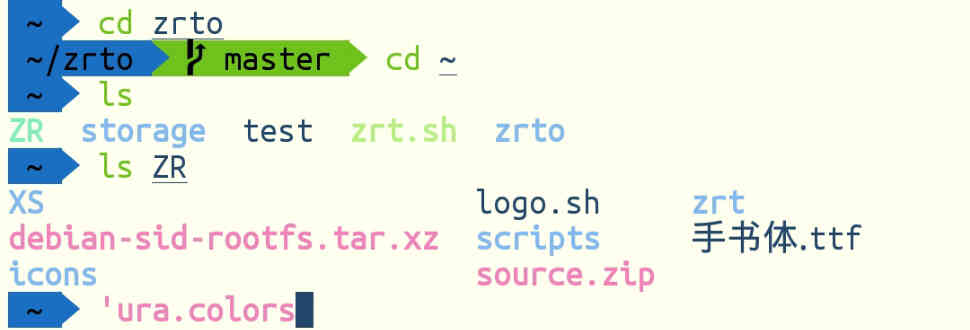 ~ cd zrto
~/zrto master cd ~
~ ls
ZR storage test zrt.sh zrto
~ ls ZR
XS logo.sh zrt
debian-sid-rootfs.tar.xz scripts 手书体.ttf
icons source.zip
~ 'ura.colors